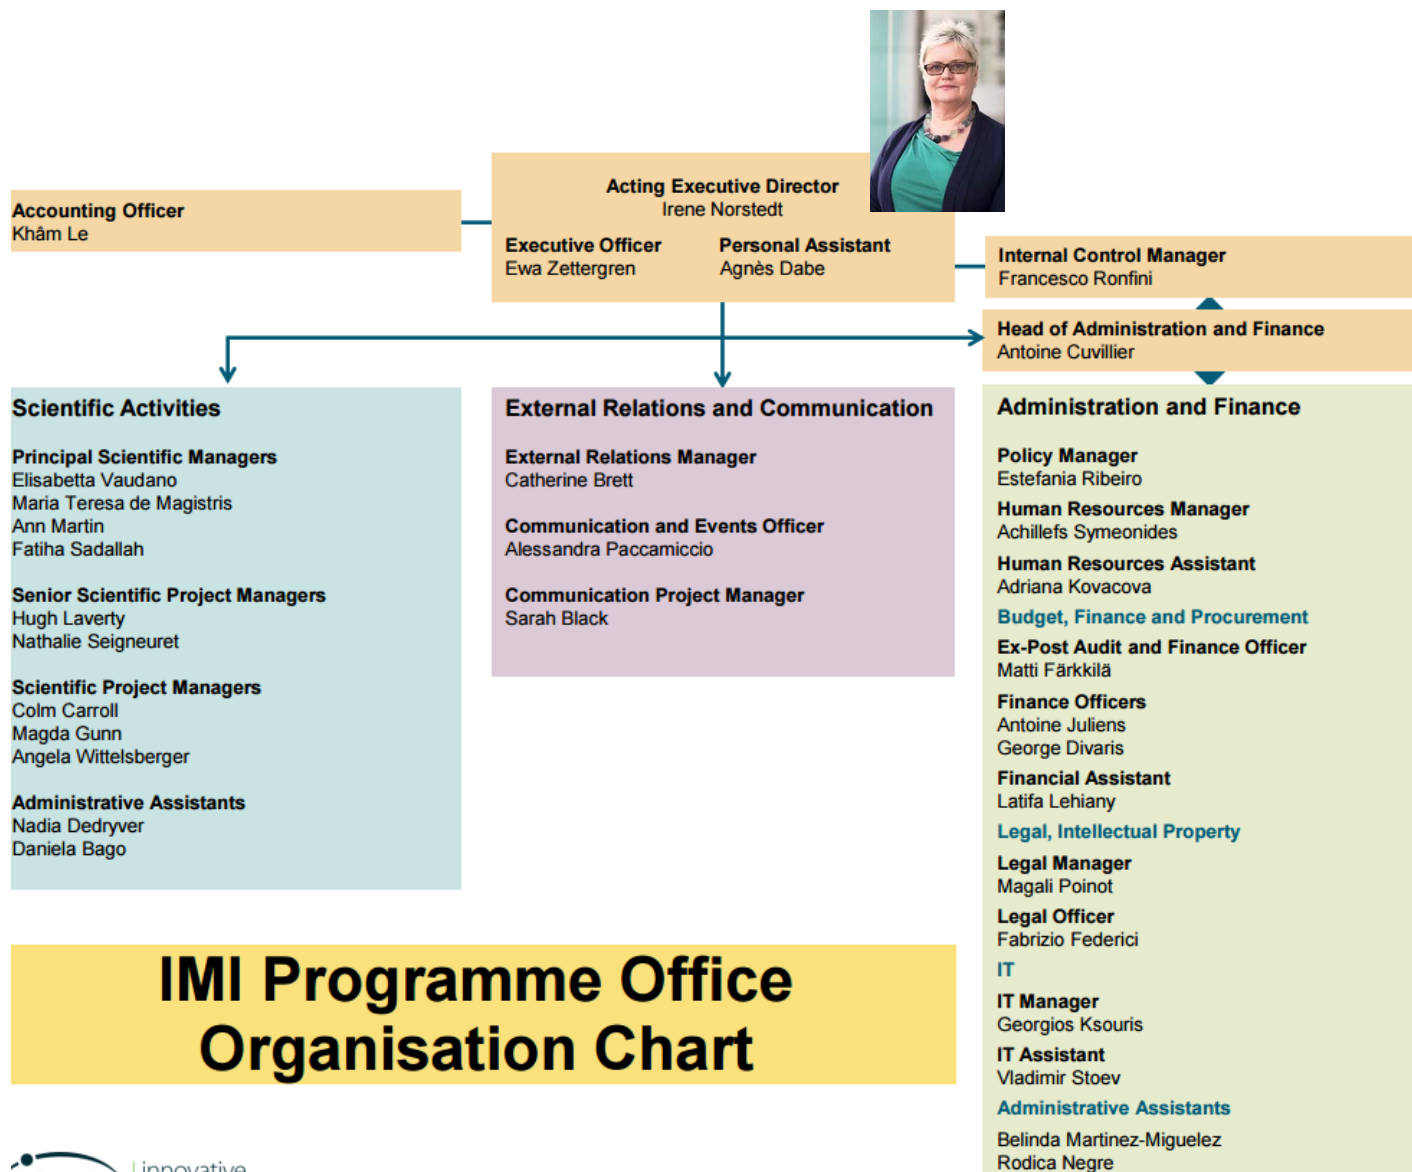 Acting Executive Director
Irene Norstedt
Executive Officer
Ewa Zettergren
Personal Assistant
Agnès Dabe
Accounting Officer
Khâm Le
Internal Control Manager
Francesco Ronfini
Head of Administration and Finance
Antoine Cuvillier
Scientific Activities
Principal Scientific Managers
Elisabetta Vaudano
Maria Teresa de Magistris
Ann Martin
Fatiha Sadallah
Senior Scientific Project Managers
Hugh Laverty
Nathalie Seigneuret
Scientific Project Managers
Colm Carroll
Magda Gunn
Angela Wittelsberger
Administrative Assistants
Nadia Dedryver
Daniela Bago
External Relations and Communication
External Relations Manager
Catherine Brett
Communication and Events Officer
Alessandra Paccamiccio
Communication Project Manager
Sarah Black
Administration and Finance
Policy Manager
Estefania Ribeiro
Human Resources Manager
Achillefs Symeonides
Human Resources Assistant
Adriana Kovacova
Budget, Finance and Procurement
Ex-Post Audit and Finance Officer
Matti Färkkilä
Finance Officers
Antoine Juliens
George Divaris
Financial Assistant
Latifa Lehiany
Legal, Intellectual Property
Legal Manager
Magali Poinot
Legal Officer
Fabrizio Federici
IT
IT Manager
Georgios Ksouris
IT Assistant
Vladimir Stoev
Administrative Assistants
Belinda Martinez-Miguelez
Rodica Negre
IMI Programme Office
Organisation Chart
innovative